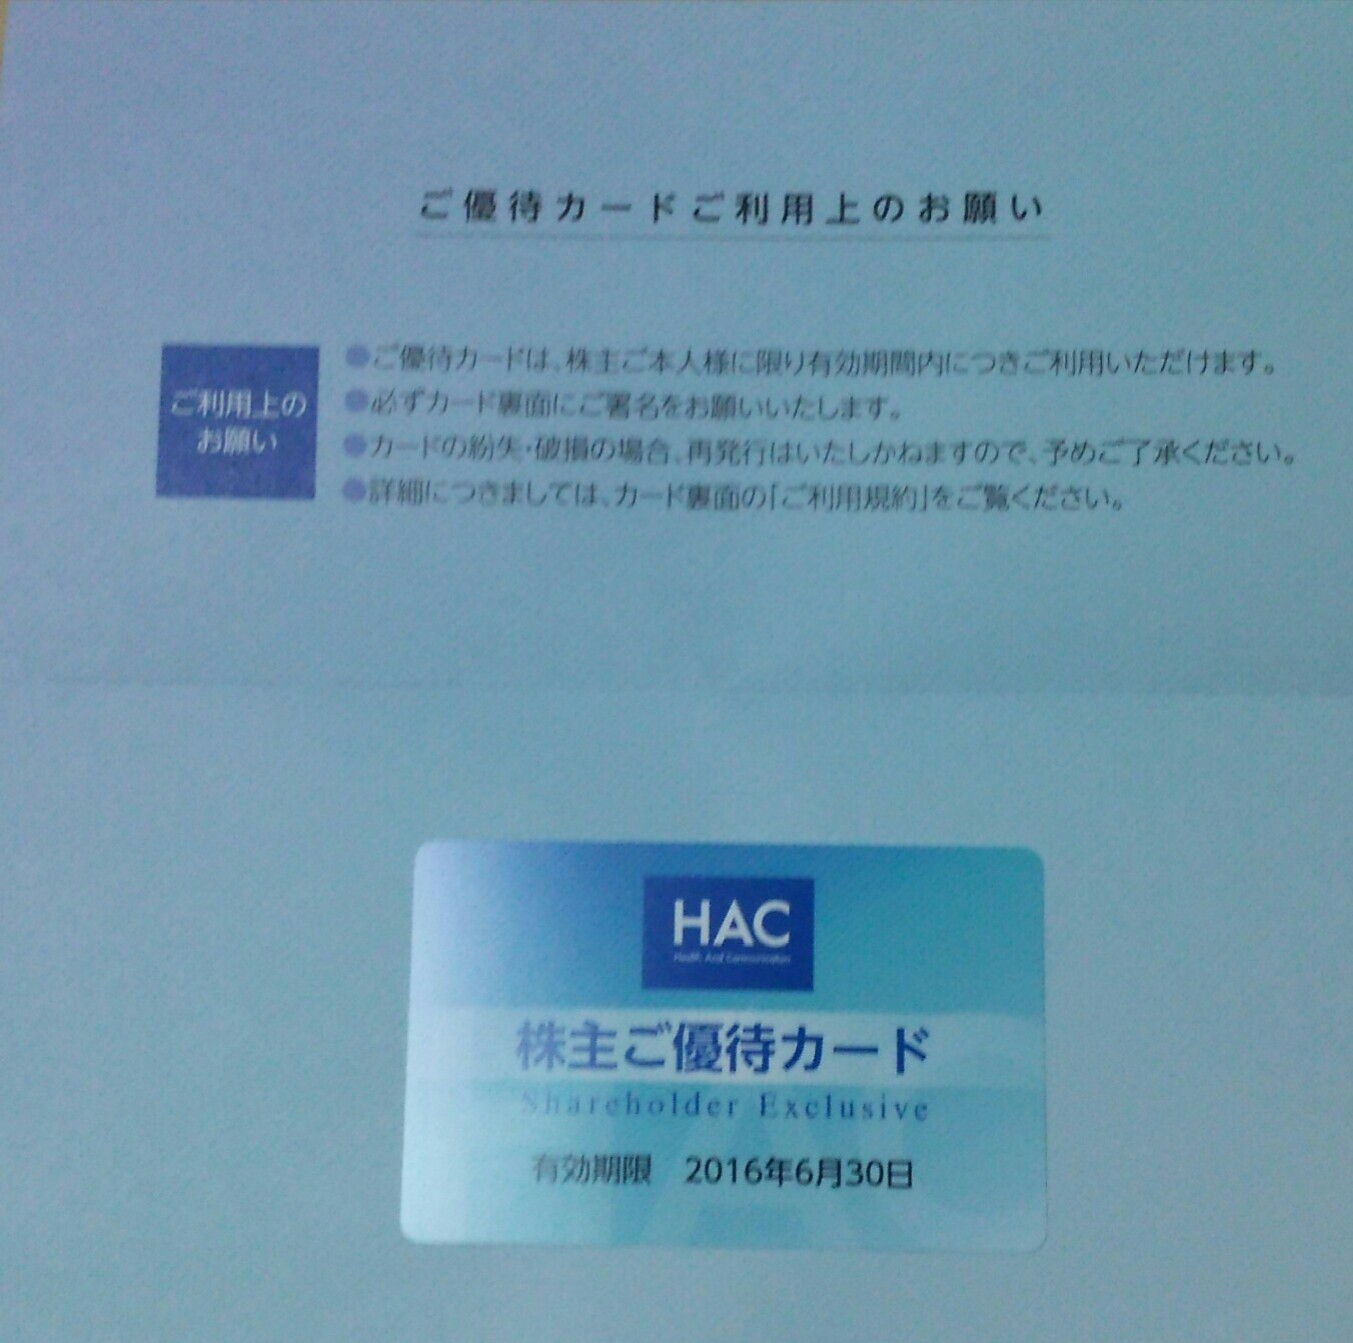 ご優待カードご利用上のお願い
ご利用上の
お願い
●ご優待カードは、株主ご本人様に限り有効期間内につきご利用いただけます。
●必ずカード裏面にご署名をお願いいたします。
●カードの紛失・破損の場合、再発行はいたしかねますので、予めご了承ください。
●詳細につきましては、カード裏面の「ご利用規約」をご覧ください。
HAC
Health And Communication
株主ご優待カード
Shareholder Exclusive
有効期限 2016年6月30日